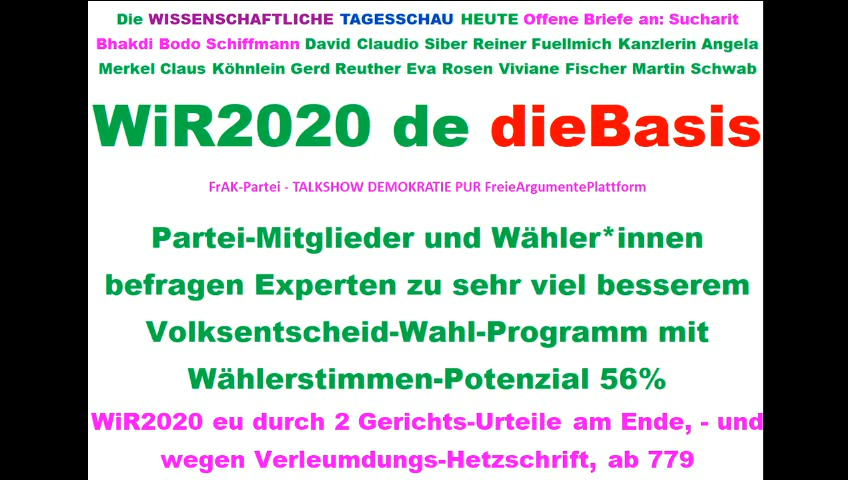 Die WISSENSCHAFTLICHE TAGESSCHAU HEUTE Offene Briefe an: Sucharit
Bhakdi Bodo Schiffmann David Claudio Siber Reiner Fuellmich Kanzlerin Angela
Merkel Claus Köhnlein Gerd Reuther Eva Rosen Viviane Fischer Martin Schwab
WiR2020 de dieBasis
FrAK-Partei - TALKSHOW DEMOKRATIE PUR FreieArgumentePlattform
Partei-Mitglieder und Wähler*innen
befragen Experten zu sehr viel besserem
Volksentscheid-Wahl-Programm mit
Wählerstimmen-Potenzial 56%
WiR2020 eu durch 2 Gerichts-Urteile am Ende, - und
wegen Verleumdungs-Hetzschrift, ab 779